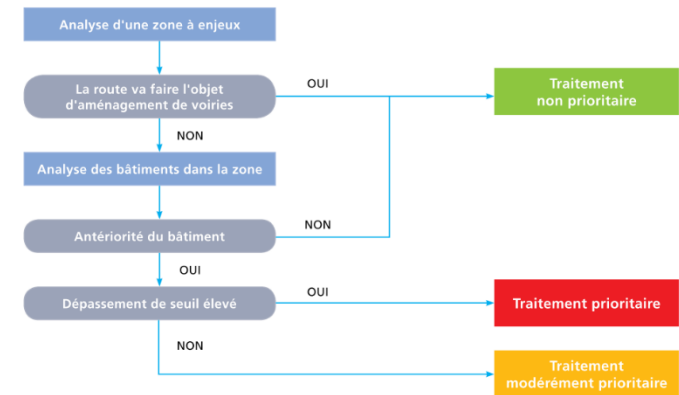 Analyse d'une zone à enjeux
La route va faire l'objet
d'aménagement de voiries
OUI
Traitement
non prioritaire
NON
Analyse des bâtiments dans la zone
Antériorité du bâtiment
NON
OUI
Dépassement de seuil élevé
OUI
Traitement prioritaire
NON
Traitement
modérément prioritaire